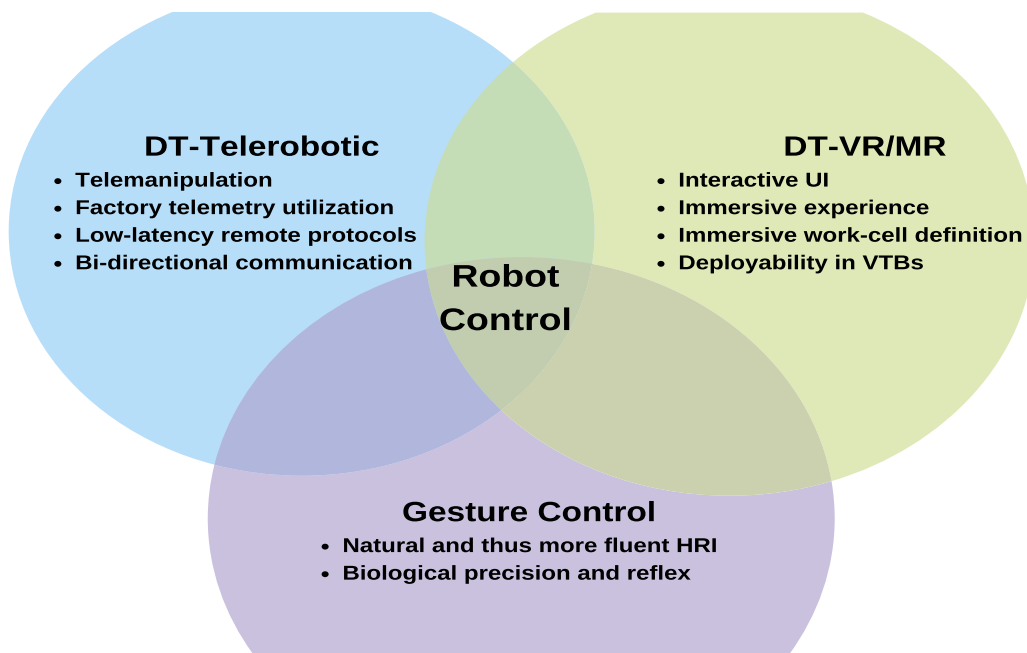 DT-Telerobotic
• Telemanipulation
• Factory telemetry utilization
• Low-latency remote protocols
• Bi-directional communication
DT-VR/MR
• Interactive UI
• Immersive experience
• Immersive work-cell definition
• Deployability in VTBs
Robot
Control
Gesture Control
• Natural and thus more fluent HRI
• Biological precision and reflex